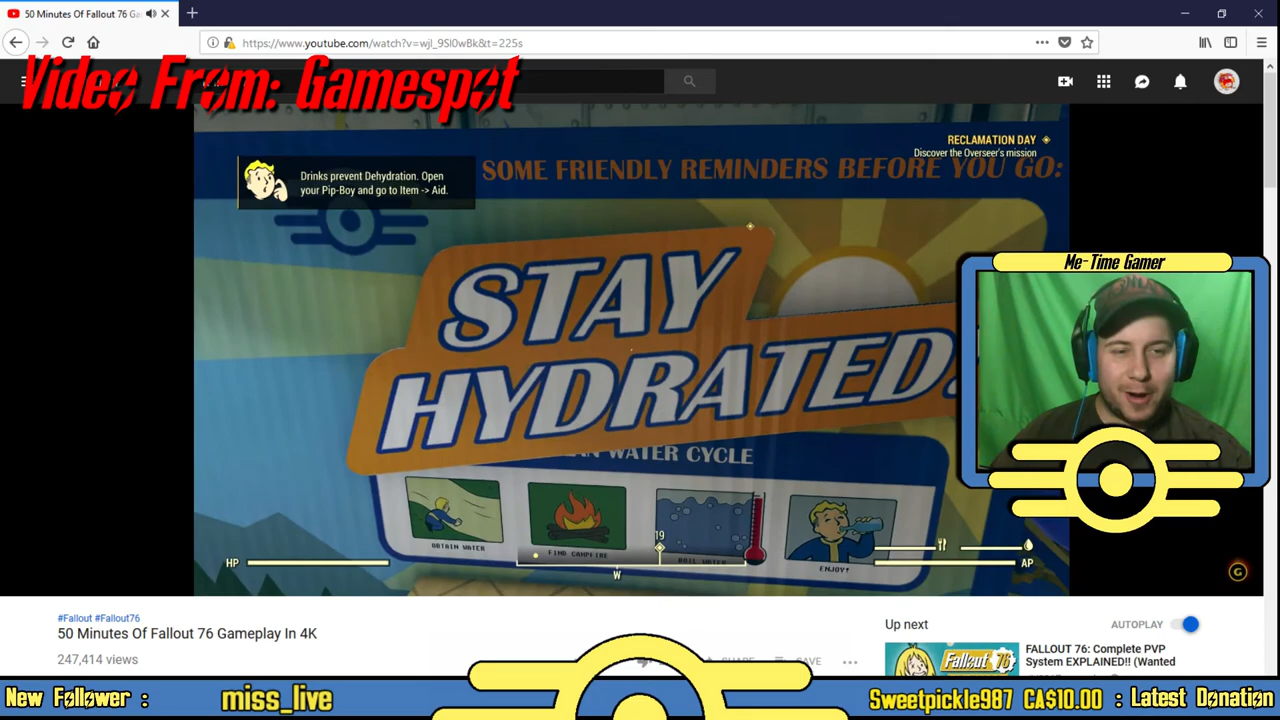 50 Minutes Of Fallout 76 Ga
https://www.youtube.com/watch?v=wjl_9Sl0wBk&t=225s
Video From: Gamespot
RECLAMATION DAY
Discover the Overseer's mission
Drinks prevent Dehydration. Open
your Pip-Boy and go to Item -> Aid.
SOME FRIENDLY REMINDERS BEFORE YOU GO:
STAY
HYDRATED!
Me-Time Gamer
WATER CYCLE
OBTAIN WATER
FIND CAMPFIRE
BOIL WATER
ENJOY!
19
HP
W
AP
G
#Fallout #Fallout76
50 Minutes Of Fallout 76 Gameplay In 4K
247,414 views
SHARE
SAVE
Up next
AUTOPLAY
Fallout 76
FALLOUT 76: Complete PVP
System EXPLAINED!! (Wanted
New Follower :
miss_live
Sweetpickle987 CA$10.00 : Latest Donation